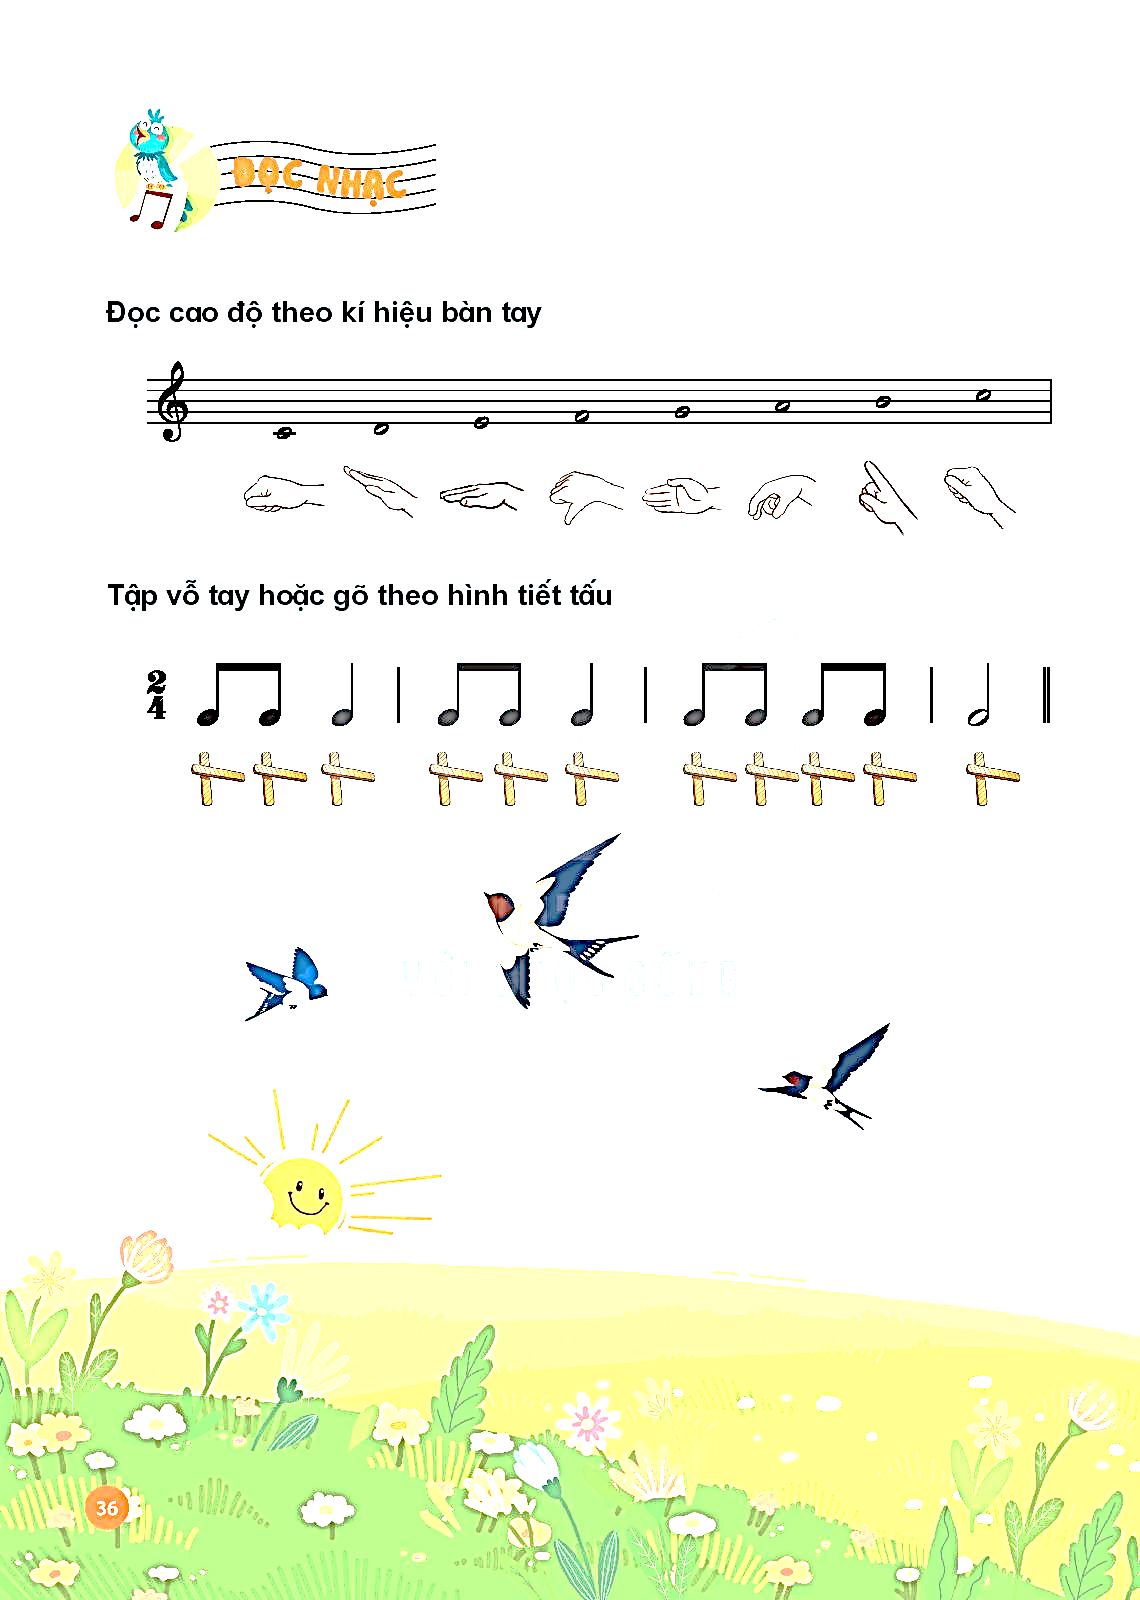 ĐỌC NHẠC
Đọc cao độ theo kí hiệu bàn tay
Tập vỗ tay hoặc gõ theo hình tiết tấu
2
4
36